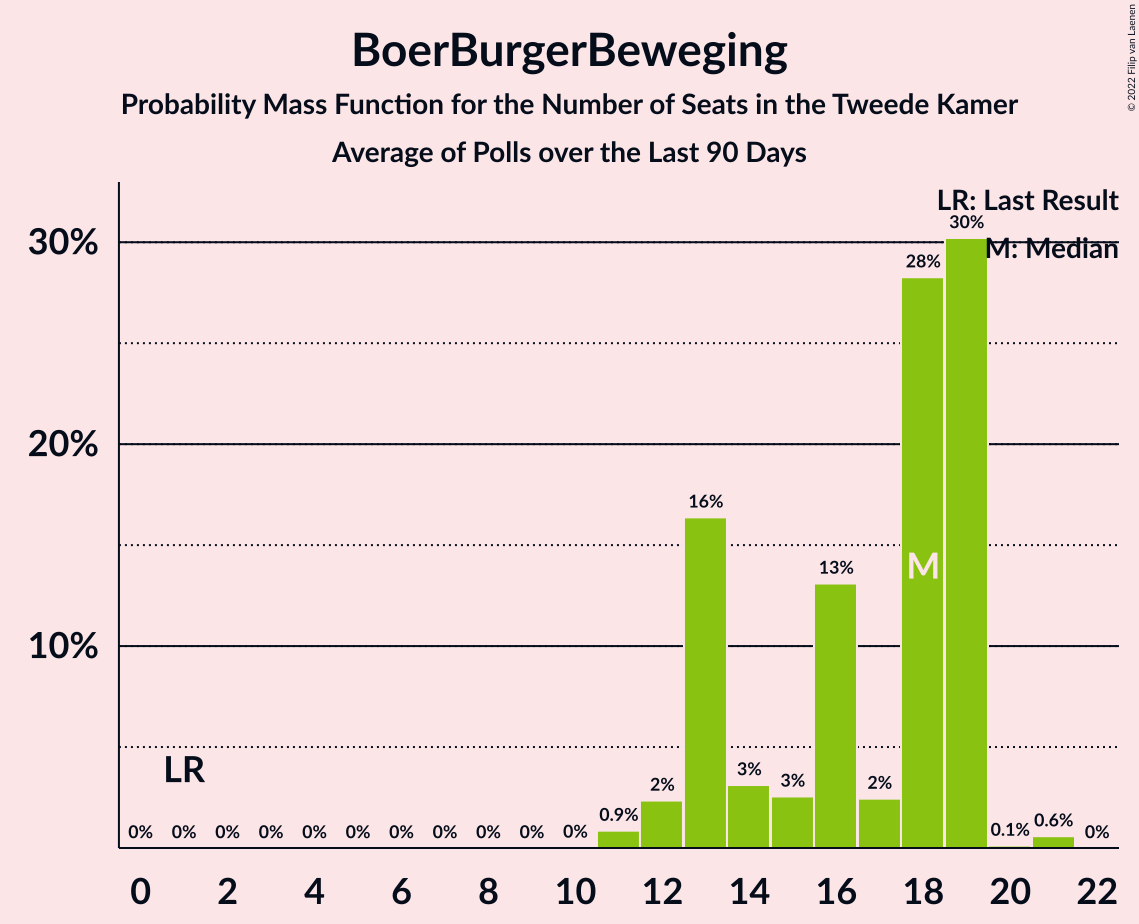 BoerBurgerBeweging
Probability Mass Function for the Number of Seats in the Tweede Kamer
Average of Polls over the Last 90 Days
© 2022 Filip van Laenen
LR: Last Result
M: Median
30%
20%
10%
LR
M
0%
0%
0%
0%
0%
0%
0%
0%
0%
0%
0%
0.9%
2%
16%
3%
3%
13%
2%
28%
30%
0.1%
0.6%
0%
0 2 4 6 8 10 12 14 16 18 20 22